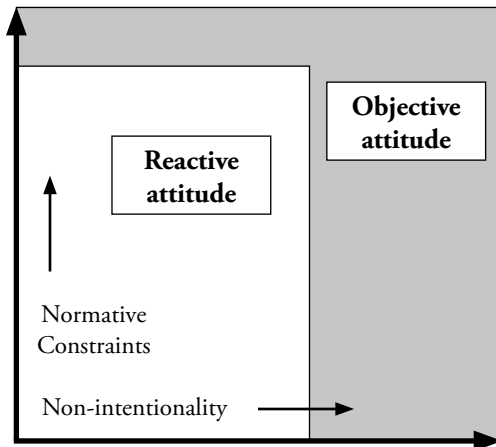 Objective
attitude
Reactive
attitude
Normative
Constraints
Non-intentionality